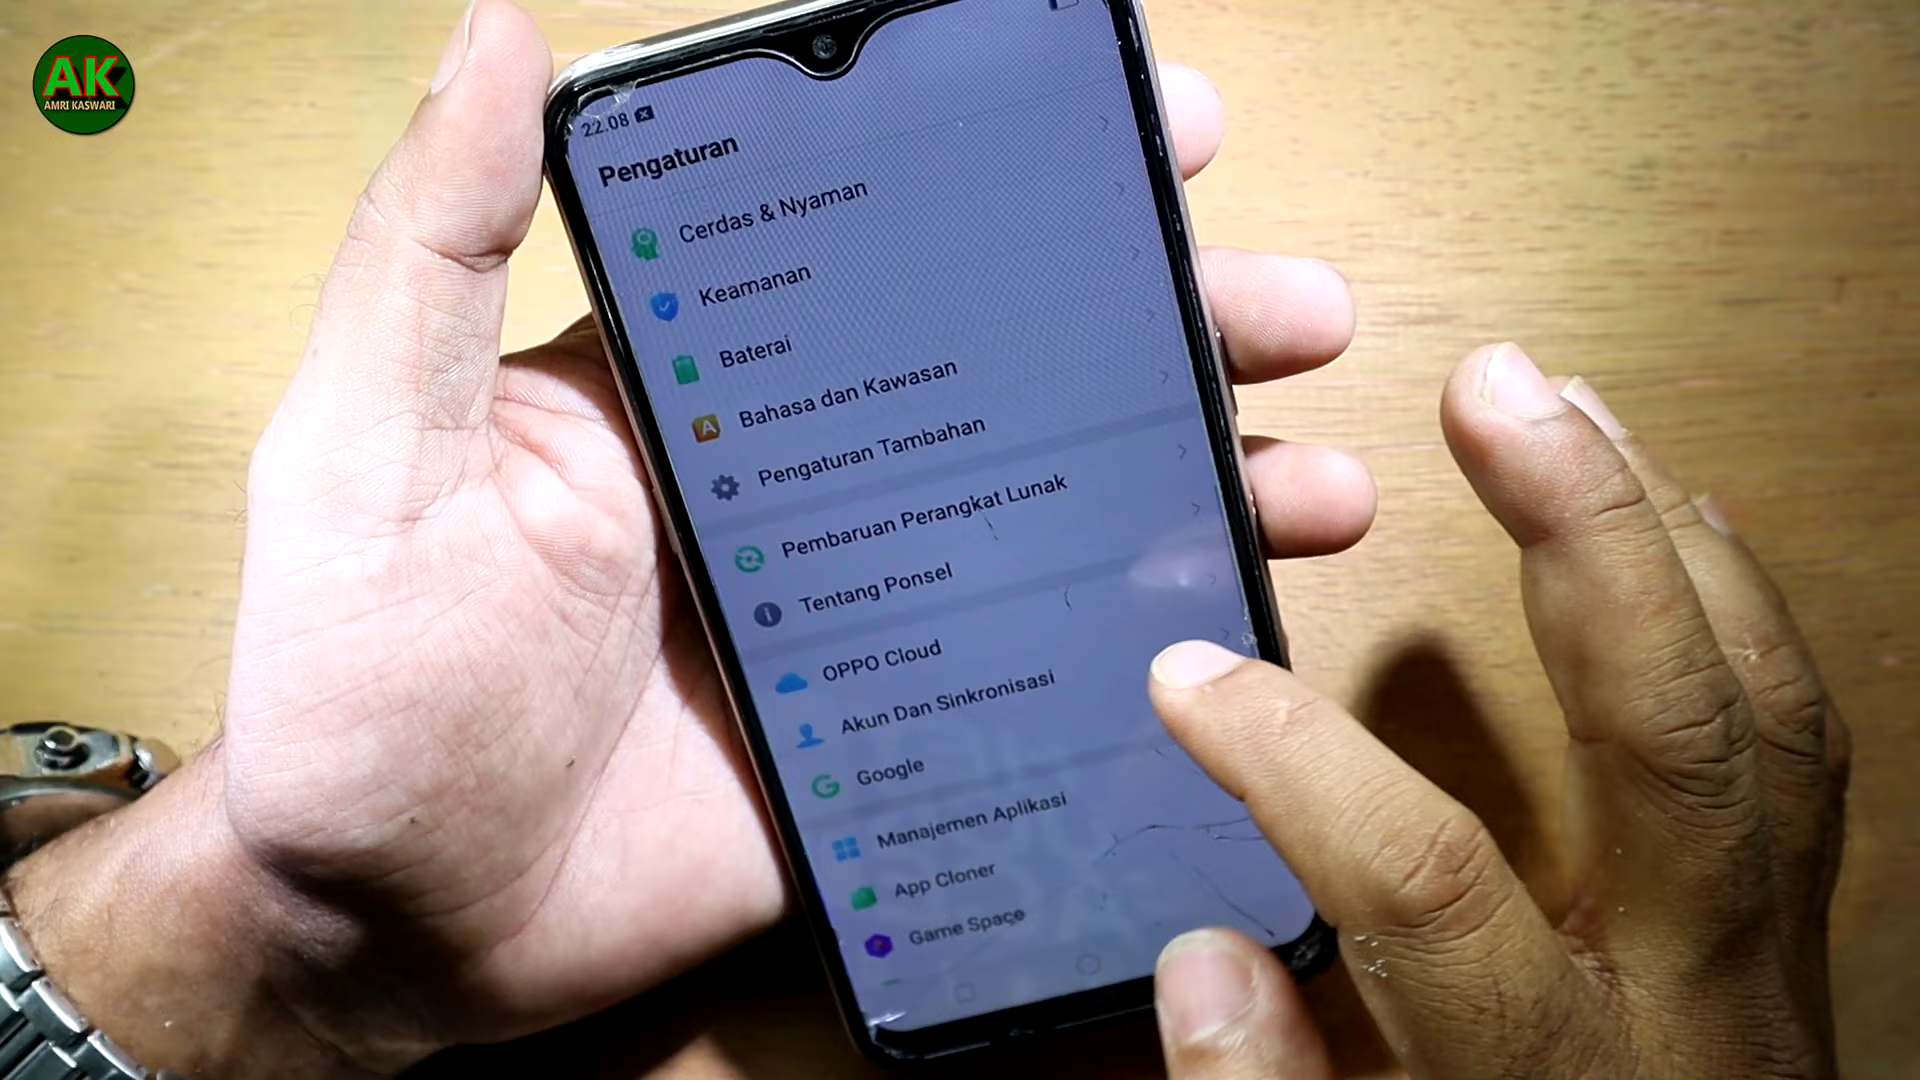 AK
AMRI KASWARI
22.08
Pengaturan
Cerdas & Nyaman
Keamanan
Baterai
A Bahasa dan Kawasan
Pengaturan Tambahan
Pembaruan Perangkat Lunak
Tentang Ponsel
OPPO Cloud
Akun Dan Sinkronisasi
G Google
Manajemen Aplikasi
App Cloner
Game Space